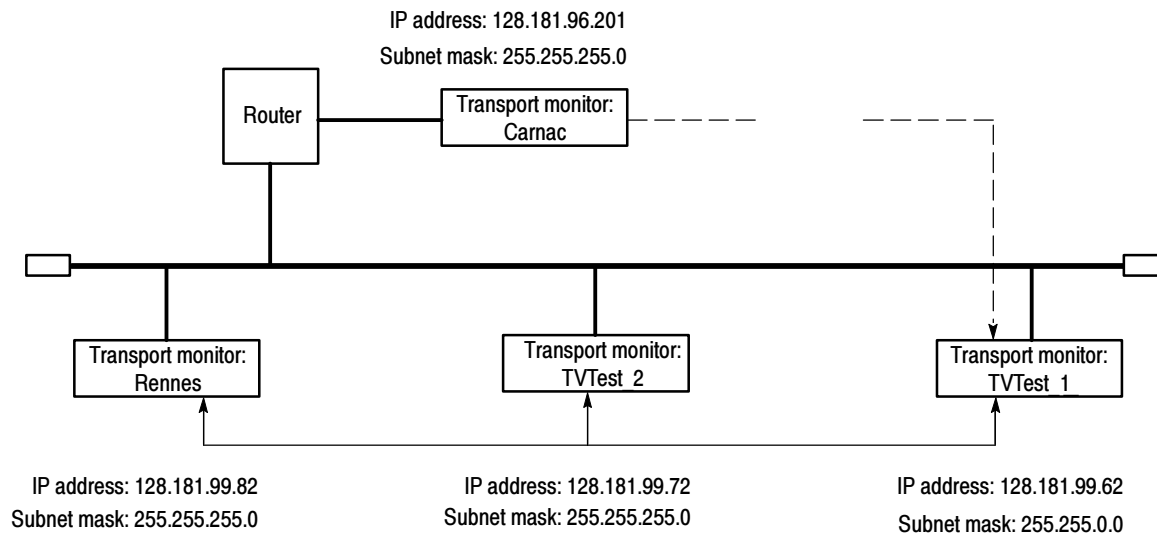 IP address: 128.181.96.201
Subnet mask: 255.255.255.0
Router
Transport monitor:
Carnac
Transport monitor:
Rennes
Transport monitor:
TVTest_2
Transport monitor:
TVTest_1
IP address: 128.181.99.82
Subnet mask: 255.255.255.0
IP address: 128.181.99.72
Subnet mask: 255.255.255.0
IP address: 128.181.99.62
Subnet mask: 255.255.0.0